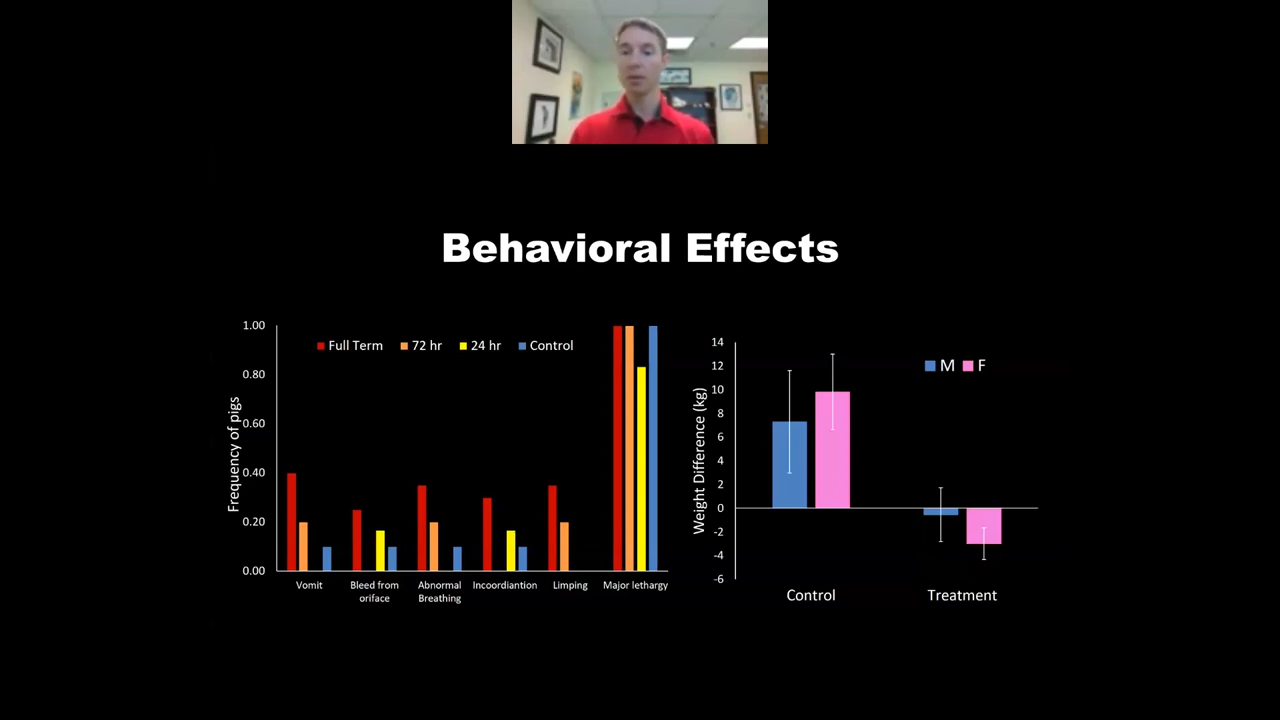 Behavioral Effects
1.00
0.80
0.60
0.40
0.20
0.00
Frequency of pigs
Full Term 72 hr 24 hr Control
Vomit
Bleed from
oriface
Abnormal
Breathing
Incoordiantion
Limping
Major lethargy
14
12
10
8
6
4
2
0
-2
-4
-6
Weight Difference (kg)
M F
Control
Treatment